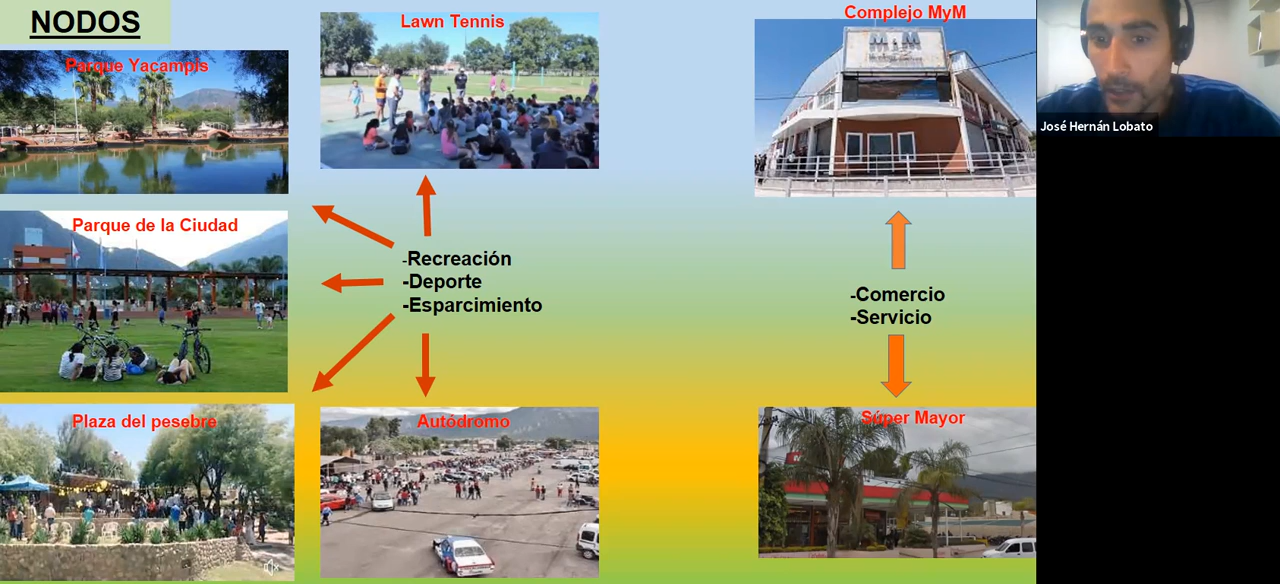 NODOS
Lawn Tennis
Complejo MyM
Parque Yacampis
M M
José Hernán Lobato
Parque de la Ciudad
-Recreación
-Deporte
-Esparcimiento
-Comercio
-Servicio
Plaza del pesebre
Autódromo
Súper Mayor